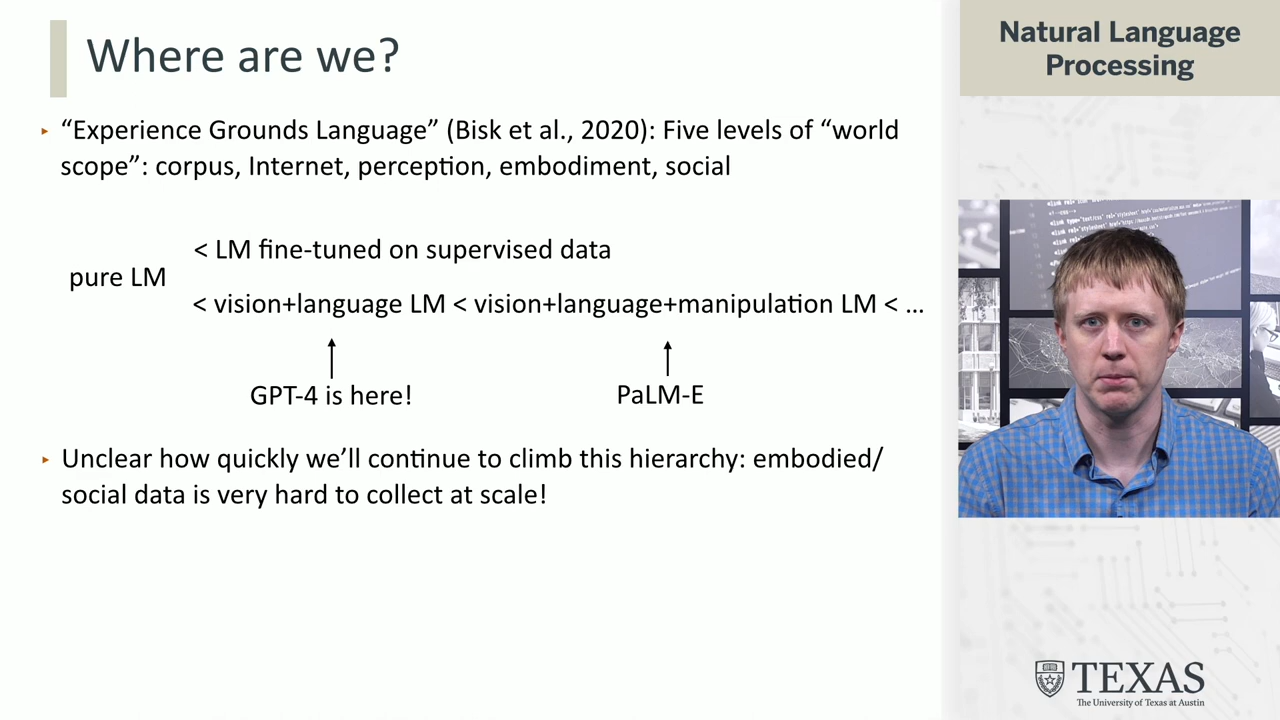 Where are we?
Natural Language
Processing
‣ “Experience Grounds Language” (Bisk et al., 2020): Five levels of “world
scope”: corpus, Internet, perception, embodiment, social
< LM fine-tuned on supervised data
pure LM
< vision+language LM < vision+language+manipulation LM < …
GPT-4 is here!
PaLM-E
‣ Unclear how quickly we’ll continue to climb this hierarchy: embodied/
social data is very hard to collect at scale!
TEXAS
The University of Texas at Austin